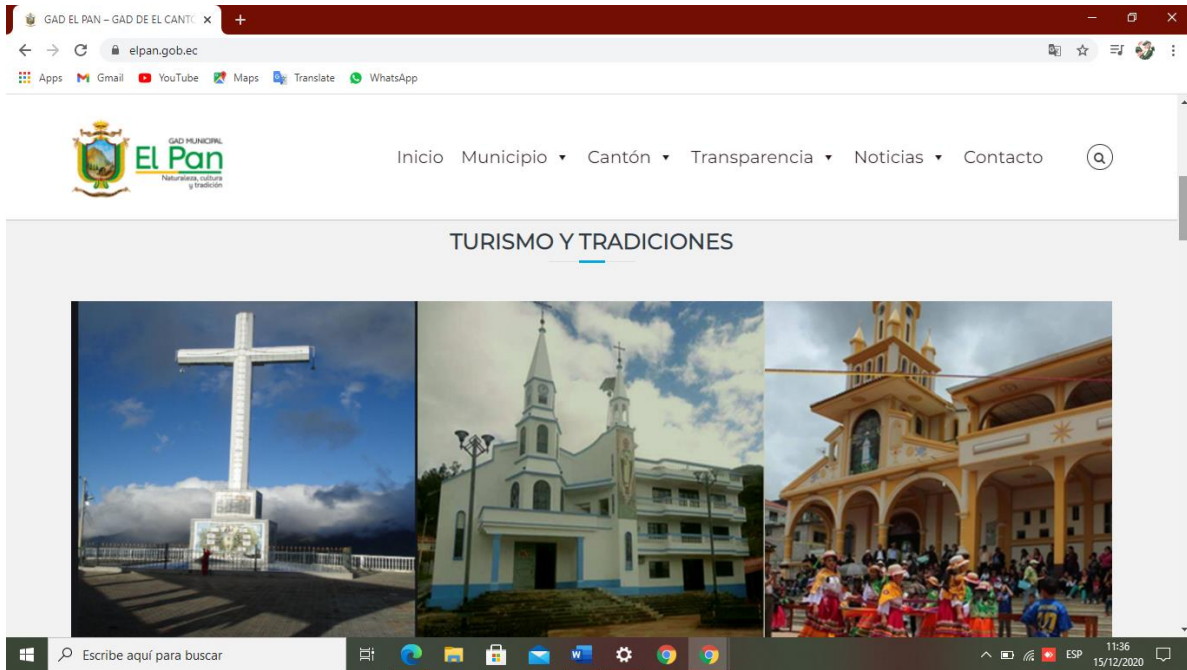 GAD EL PAN – GAD DE EL CANTO
elpan.gob.ec
Apps Gmail YouTube Maps Translate WhatsApp
GAD MUNICIPAL
El Pan
Naturaleza, cultura
y tradición
Inicio Municipio Cantón Transparencia Noticias Contacto
TURISMO Y TRADICIONES
Escribe aquí para buscar
ESP
11:36
15/12/2020